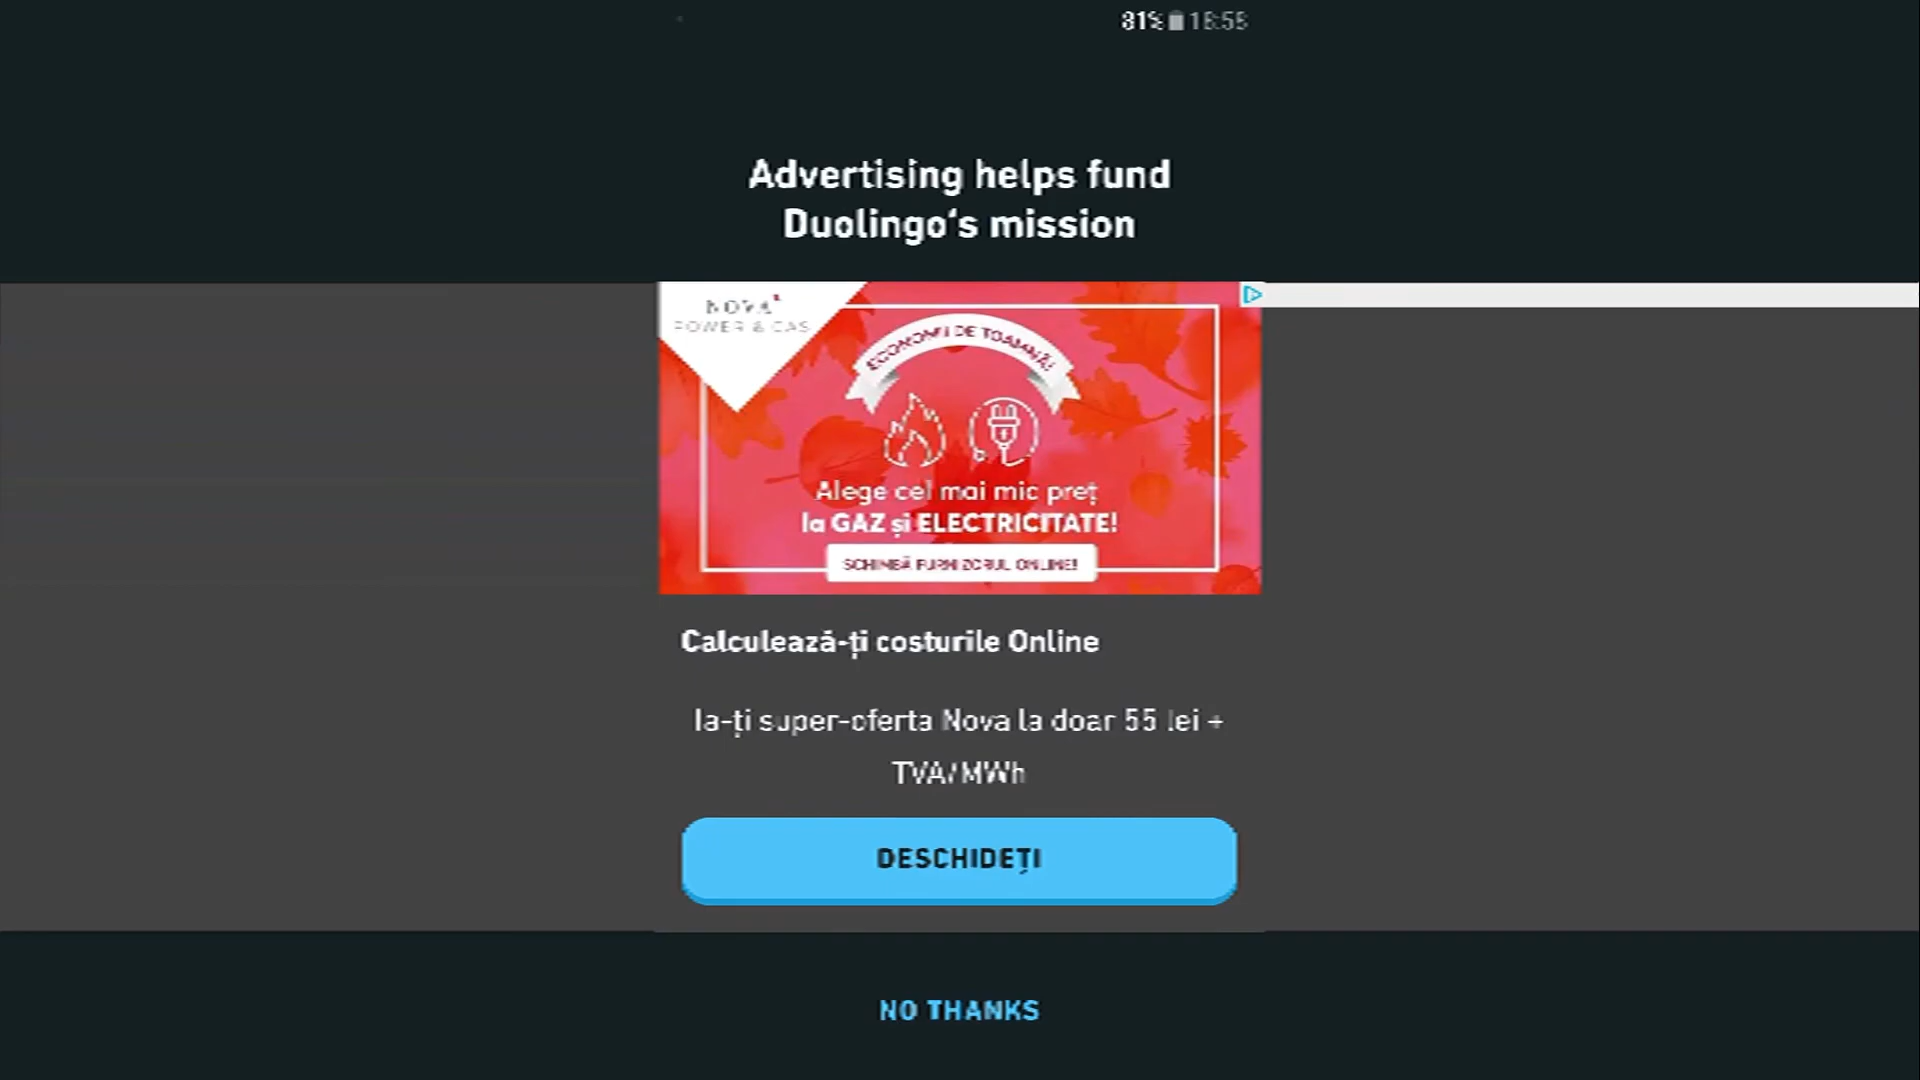 81% 18:58
Advertising helps fund
Duolingo's mission
NOVA
POWER & GAS
ECONOMII DE TOAMNĂ!
Alege cel mai mic preț
la GAZ și ELECTRICITATE!
SCHIMBĂ FURNIZORUL ONLINE!
Calculează-ți costurile Online
Ia-ți super-oferta Nova la doar 55 lei +
TVA/MWh
DESCHIDEȚI
NO THANKS